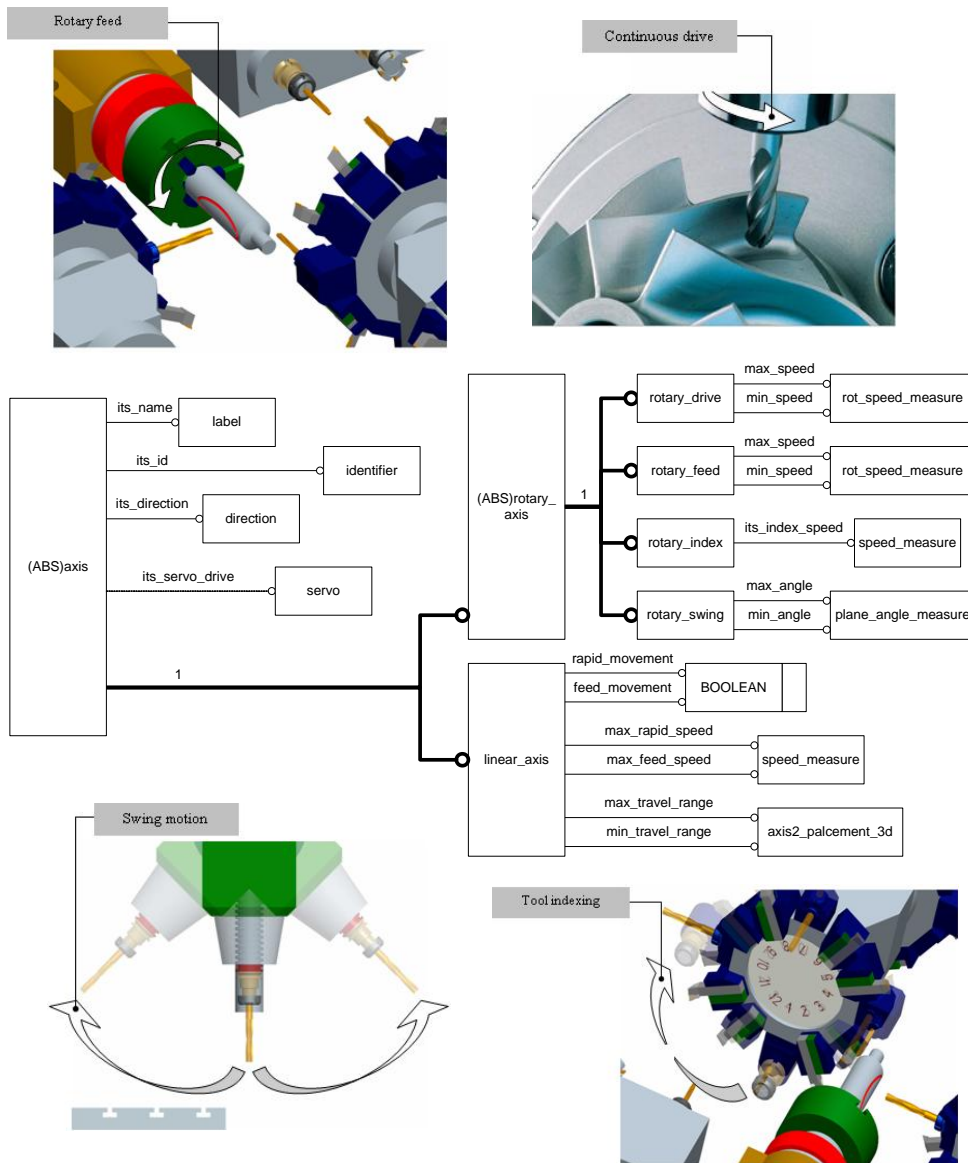 Rotary feed
Continuous drive
(ABS)axis
its_name
label
its_id
identifier
its_direction
direction
its_servo_drive
servo
1
(ABS)rotary_
axis
1
rotary_drive
max_speed
min_speed
rot_speed_measure
rotary_feed
max_speed
min_speed
rot_speed_measure
rotary_index
its_index_speed
speed_measure
rotary_swing
max_angle
min_angle
plane_angle_measure
linear_axis
rapid_movement
feed_movement
BOOLEAN
max_rapid_speed
max_feed_speed
speed_measure
max_travel_range
min_travel_range
axis2_palcement_3d
Swing motion
Tool indexing